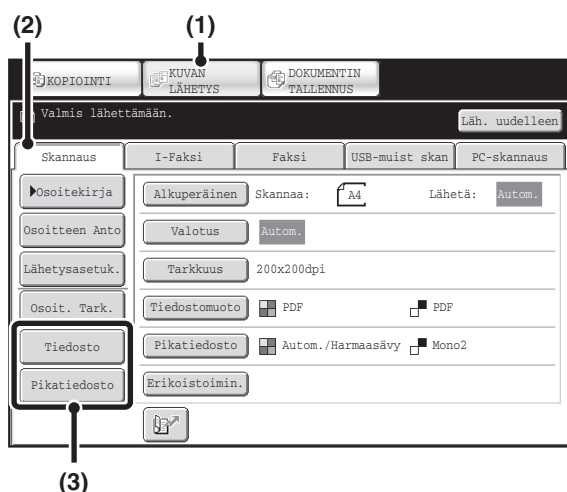 (2)
(1)
KOPIOINTI
KUVAN
LÄHETYS
DOKUMENTIN
TALLENNUS
Valmis lähettämään.
Läh. uudelleen
Skannaus
I-Faksi
Faksi
USB-muist skan
PC-skannaus
Osoitekirja
Alkuperäinen
Skannaa:
A4
Lähetä:
Autom.
Osoitteen Anto
Valotus
Autom.
Lähetysasetuk.
Tarkkuus
200x200dpi
Osoit. Tark.
Tiedostomuoto
PDF
PDF
Tiedosto
Pikatiedosto
Autom./Harmaasävy
Mono2
Pikatiedosto
Erikoistoimin.
(3)